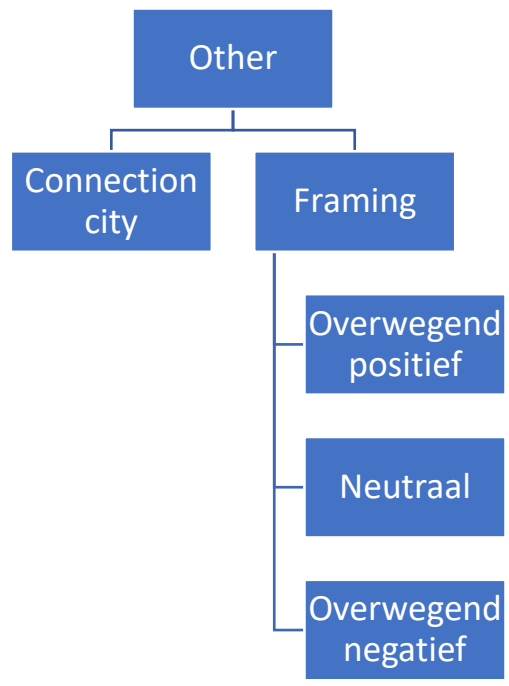 Other
Connection
city
Framing
Overwegend
positief
Neutraal
Overwegend
negatief